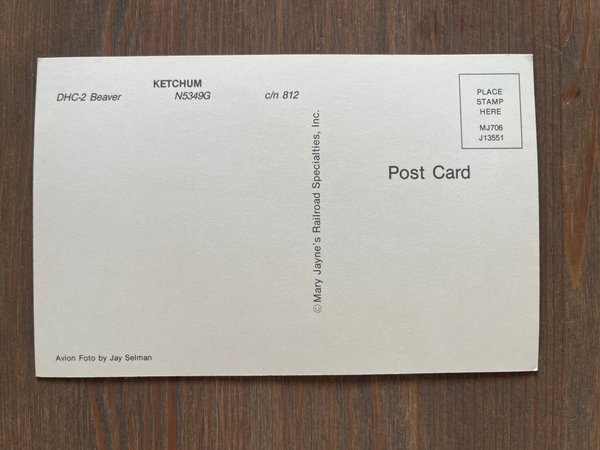 KETCHUM
DHC-2 Beaver N5349G c/n 812
Avion Foto by Jay Selman
© Mary Jayne's Railroad Specialties, Inc.
PLACE
STAMP
HERE
MJ706
J13551
Post Card